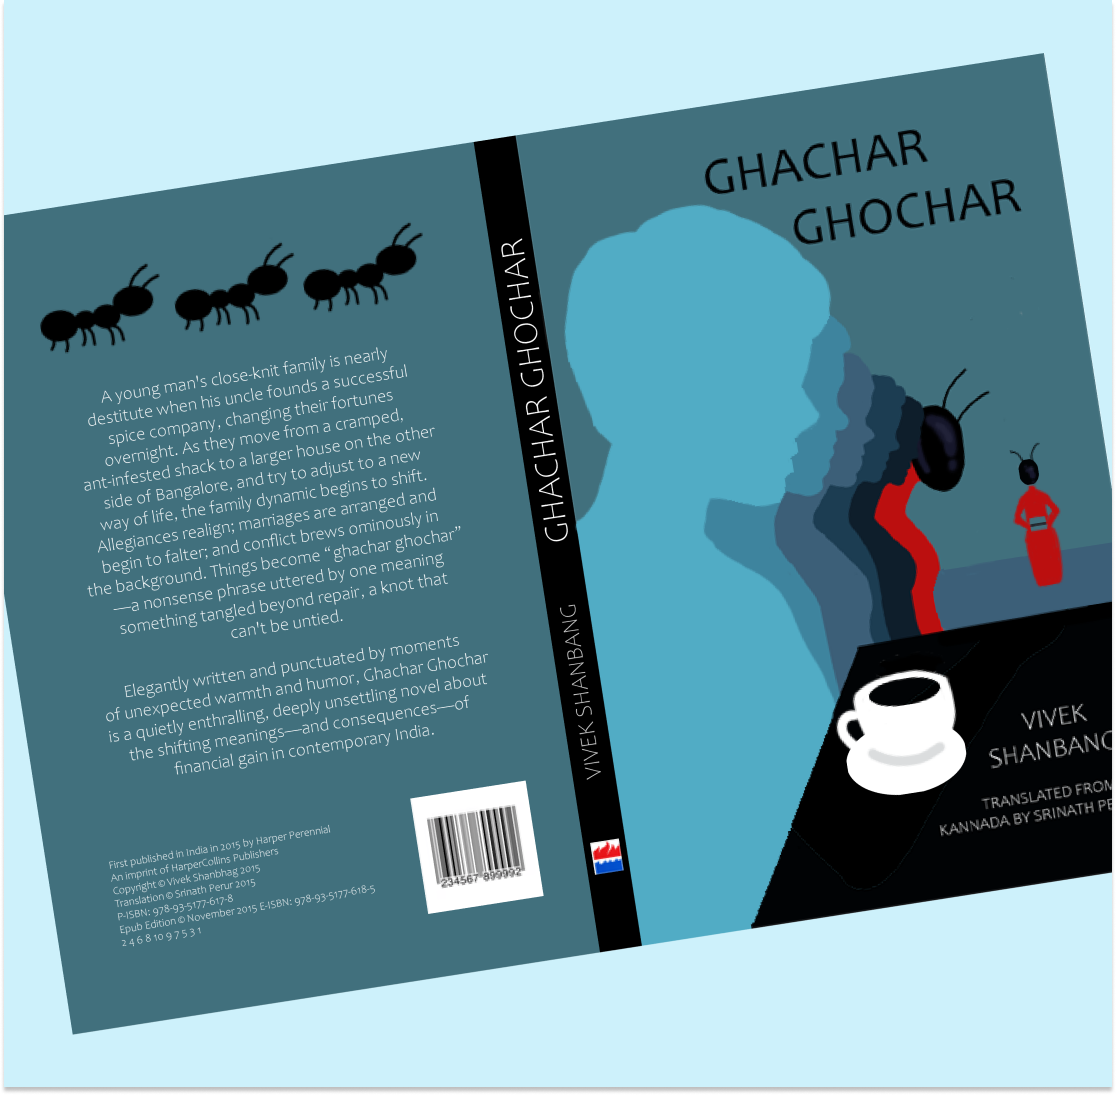 A young man's close-knit family is nearly
destitute when his uncle founds a successful
spice company, changing their fortunes
overnight. As they move from a cramped,
ant-infested shack to a larger house on the other
side of Bangalore, and try to adjust to a new
way of life, the family dynamic begins to shift.
Allegiances realign; marriages are arranged and
begin to falter; and conflict brews ominously in
the background. Things become “ghachar ghochar”
—a nonsense phrase uttered by one meaning
something tangled beyond repair, a knot that
can't be untied.
Elegantly written and punctuated by moments
of unexpected warmth and humor, Ghachar Ghochar
is a quietly enthralling, deeply unsettling novel about
the shifting meanings—and consequences—of
financial gain in contemporary India.
First published in India in 2015 by Harper Perennial
An imprint of HarperCollins Publishers
Copyright © Vivek Shanbhag 2015
Translation © Srinath Perur 2015
P-ISBN: 978-93-5177-617-8
Epub Edition © November 2015 E-ISBN: 978-93-5177-618-5
2 4 6 8 10 9 7 5 3 1
234567 899992
GHACHAR GHOCHAR
VIVEK SHANBANG
GHACHAR
GHOCHAR
VIVEK
SHANBANG
TRANSLATED FROM
KANNADA BY SRINATH PE